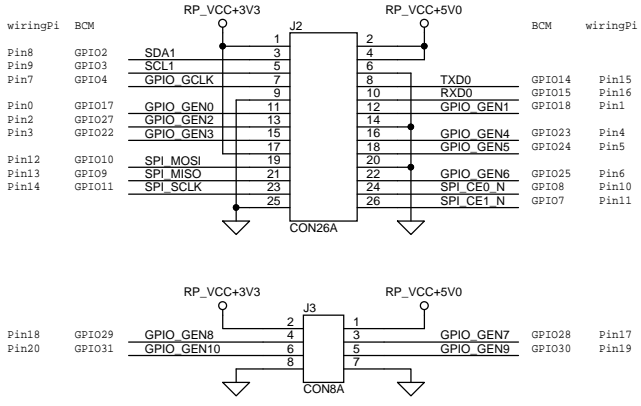 RP_VCC+3V3 RP_VCC+5V0
wiringPi BCM J2 BCM wiringPi
1 2
Pin8 GPIO2 SDA1 3 4
Pin9 GPIO3 SCL1 5 6
Pin7 GPIO4 GPIO_GCLK 7 8 TXD0 GPIO14 Pin15
9 10 RXD0 GPIO15 Pin16
Pin0 GPIO17 GPIO_GEN0 11 12 GPIO_GEN1 GPIO18 Pin1
Pin2 GPIO27 GPIO_GEN2 13 14
Pin3 GPIO22 GPIO_GEN3 15 16 GPIO_GEN4 GPIO23 Pin4
17 18 GPIO_GEN5 GPIO24 Pin5
Pin12 GPIO10 SPI_MOSI 19 20
Pin13 GPIO9 SPI_MISO 21 22 GPIO_GEN6 GPIO25 Pin6
Pin14 GPIO11 SPI_SCLK 23 24 SPI_CE0_N GPIO8 Pin10
25 26 SPI_CE1_N GPIO7 Pin11
CON26A
RP_VCC+3V3 RP_VCC+5V0
J3
2 1
Pin18 GPIO29 GPIO_GEN8 4 3 GPIO_GEN7 GPIO28 Pin17
Pin20 GPIO31 GPIO_GEN10 6 5 GPIO_GEN9 GPIO30 Pin19
8 7
CON8A